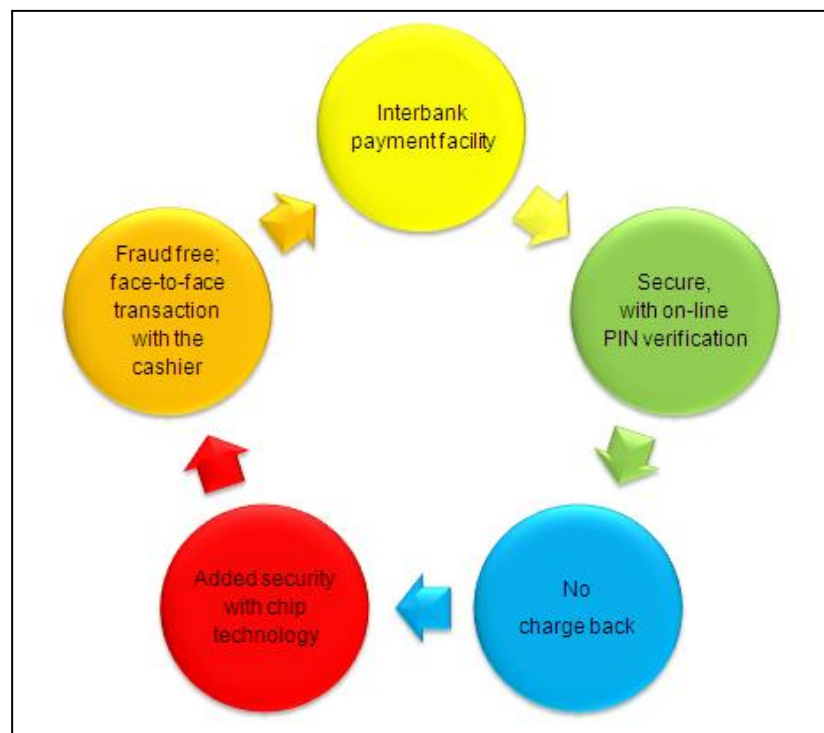 Interbank
payment facility
Secure,
with on-line
PIN verification
No
charge back
Added security
with chip
technology
Fraud free;
face-to-face
transaction
with the
cashier